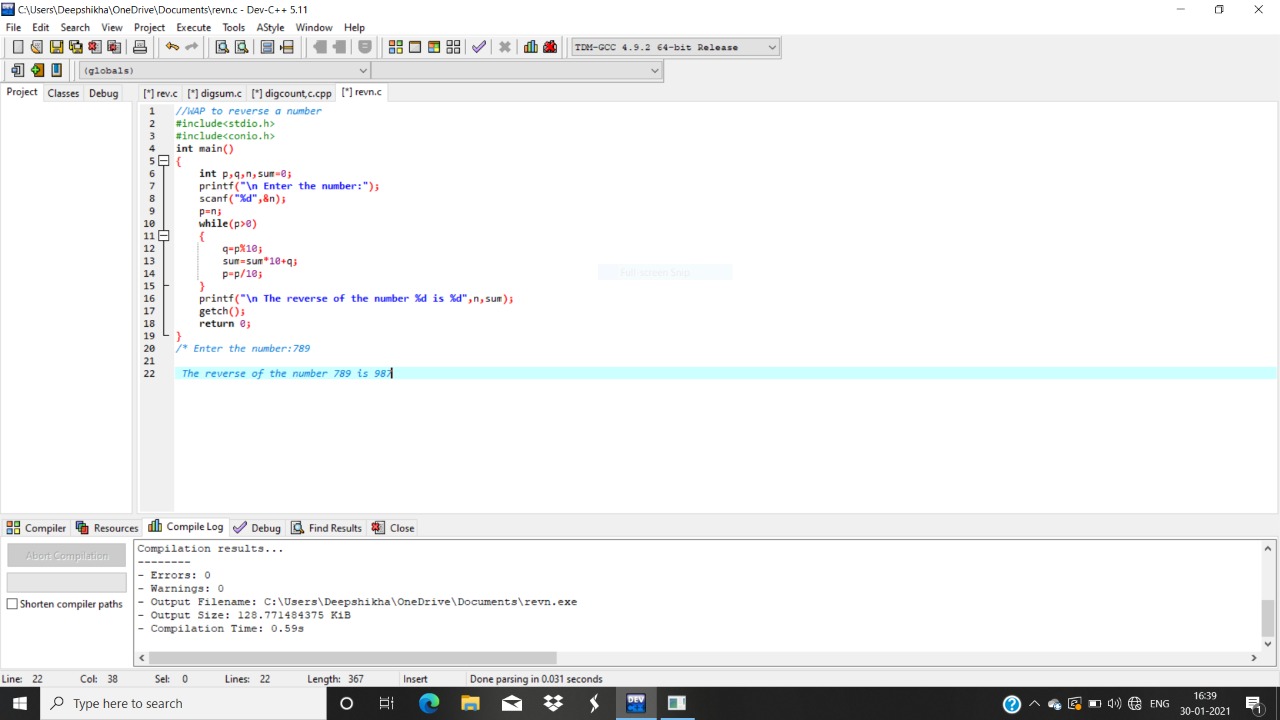 C:\Users\Deepshikha\OneDrive\Documents\revn.c - Dev-C++ 5.11
File Edit Search View Project Execute Tools AStyle Window Help
TDM-GCC 4.9.2 64-bit Release
(globals)
Project Classes Debug [*] rev.c [*] digsum.c [*] digcount,c.cpp [*] revn.c
1 //WAP to reverse a number
2 #include<stdio.h>
3 #include<conio.h>
4 int main()
5 {
6 int p,q,n,sum=0;
7 printf("\n Enter the number:");
8 scanf("%d",&n);
9 p=n;
10 while(p>0)
11 {
12 q=p%10;
13 sum=sum*10+q;
14 p=p/10;
15 }
16 printf("\n The reverse of the number %d is %d",n,sum);
17 getch();
18 return 0;
19 }
20 /* Enter the number:789
21
22 The reverse of the number 789 is 987
Full-screen Snip
Compiler Resources Compile Log Debug Find Results Close
Abort Compilation
Shorten compiler paths
Compilation results...
--------
- Errors: 0
- Warnings: 0
- Output Filename: C:\Users\Deepshikha\OneDrive\Documents\revn.exe
- Output Size: 128.771484375 KiB
- Compilation Time: 0.59s
Line: 22 Col: 38 Sel: 0 Lines: 22 Length: 367 Insert Done parsing in 0.031 seconds
Type here to search
DEV
ENG
16:39
30-01-2021
1